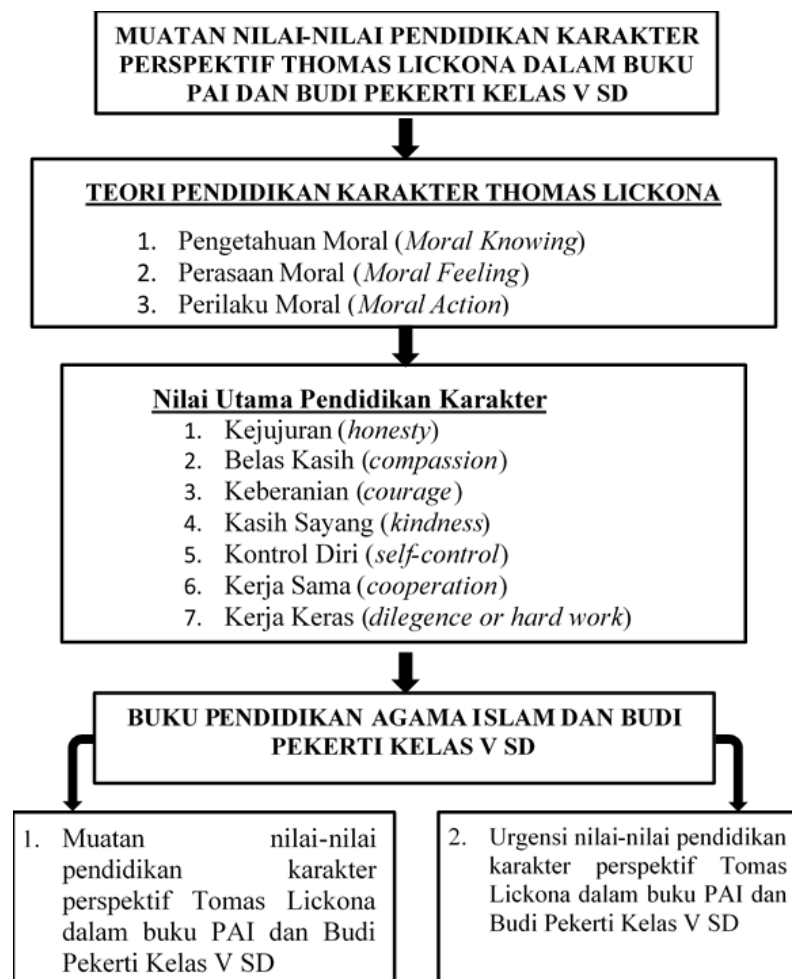 MUATAN NILAI-NILAI PENDIDIKAN KARAKTER
PERSPEKTIF THOMAS LICKONA DALAM BUKU
PAI DAN BUDI PEKERTI KELAS V SD
TEORI PENDIDIKAN KARAKTER THOMAS LICKONA
1. Pengetahuan Moral (Moral Knowing)
2. Perasaan Moral (Moral Feeling)
3. Perilaku Moral (Moral Action)
Nilai Utama Pendidikan Karakter
1. Kejujuran (honesty)
2. Belas Kasih (compassion)
3. Keberanian (courage)
4. Kasih Sayang (kindness)
5. Kontrol Diri (self-control)
6. Kerja Sama (cooperation)
7. Kerja Keras (dilegence or hard work)
BUKU PENDIDIKAN AGAMA ISLAM DAN BUDI
PEKERTI KELAS V SD
1. Muatan nilai-nilai
pendidikan karakter
perspektif Tomas Lickona
dalam buku PAI dan Budi
Pekerti Kelas V SD
2. Urgensi nilai-nilai pendidikan
karakter perspektif Tomas
Lickona dalam buku PAI dan
Budi Pekerti Kelas V SD